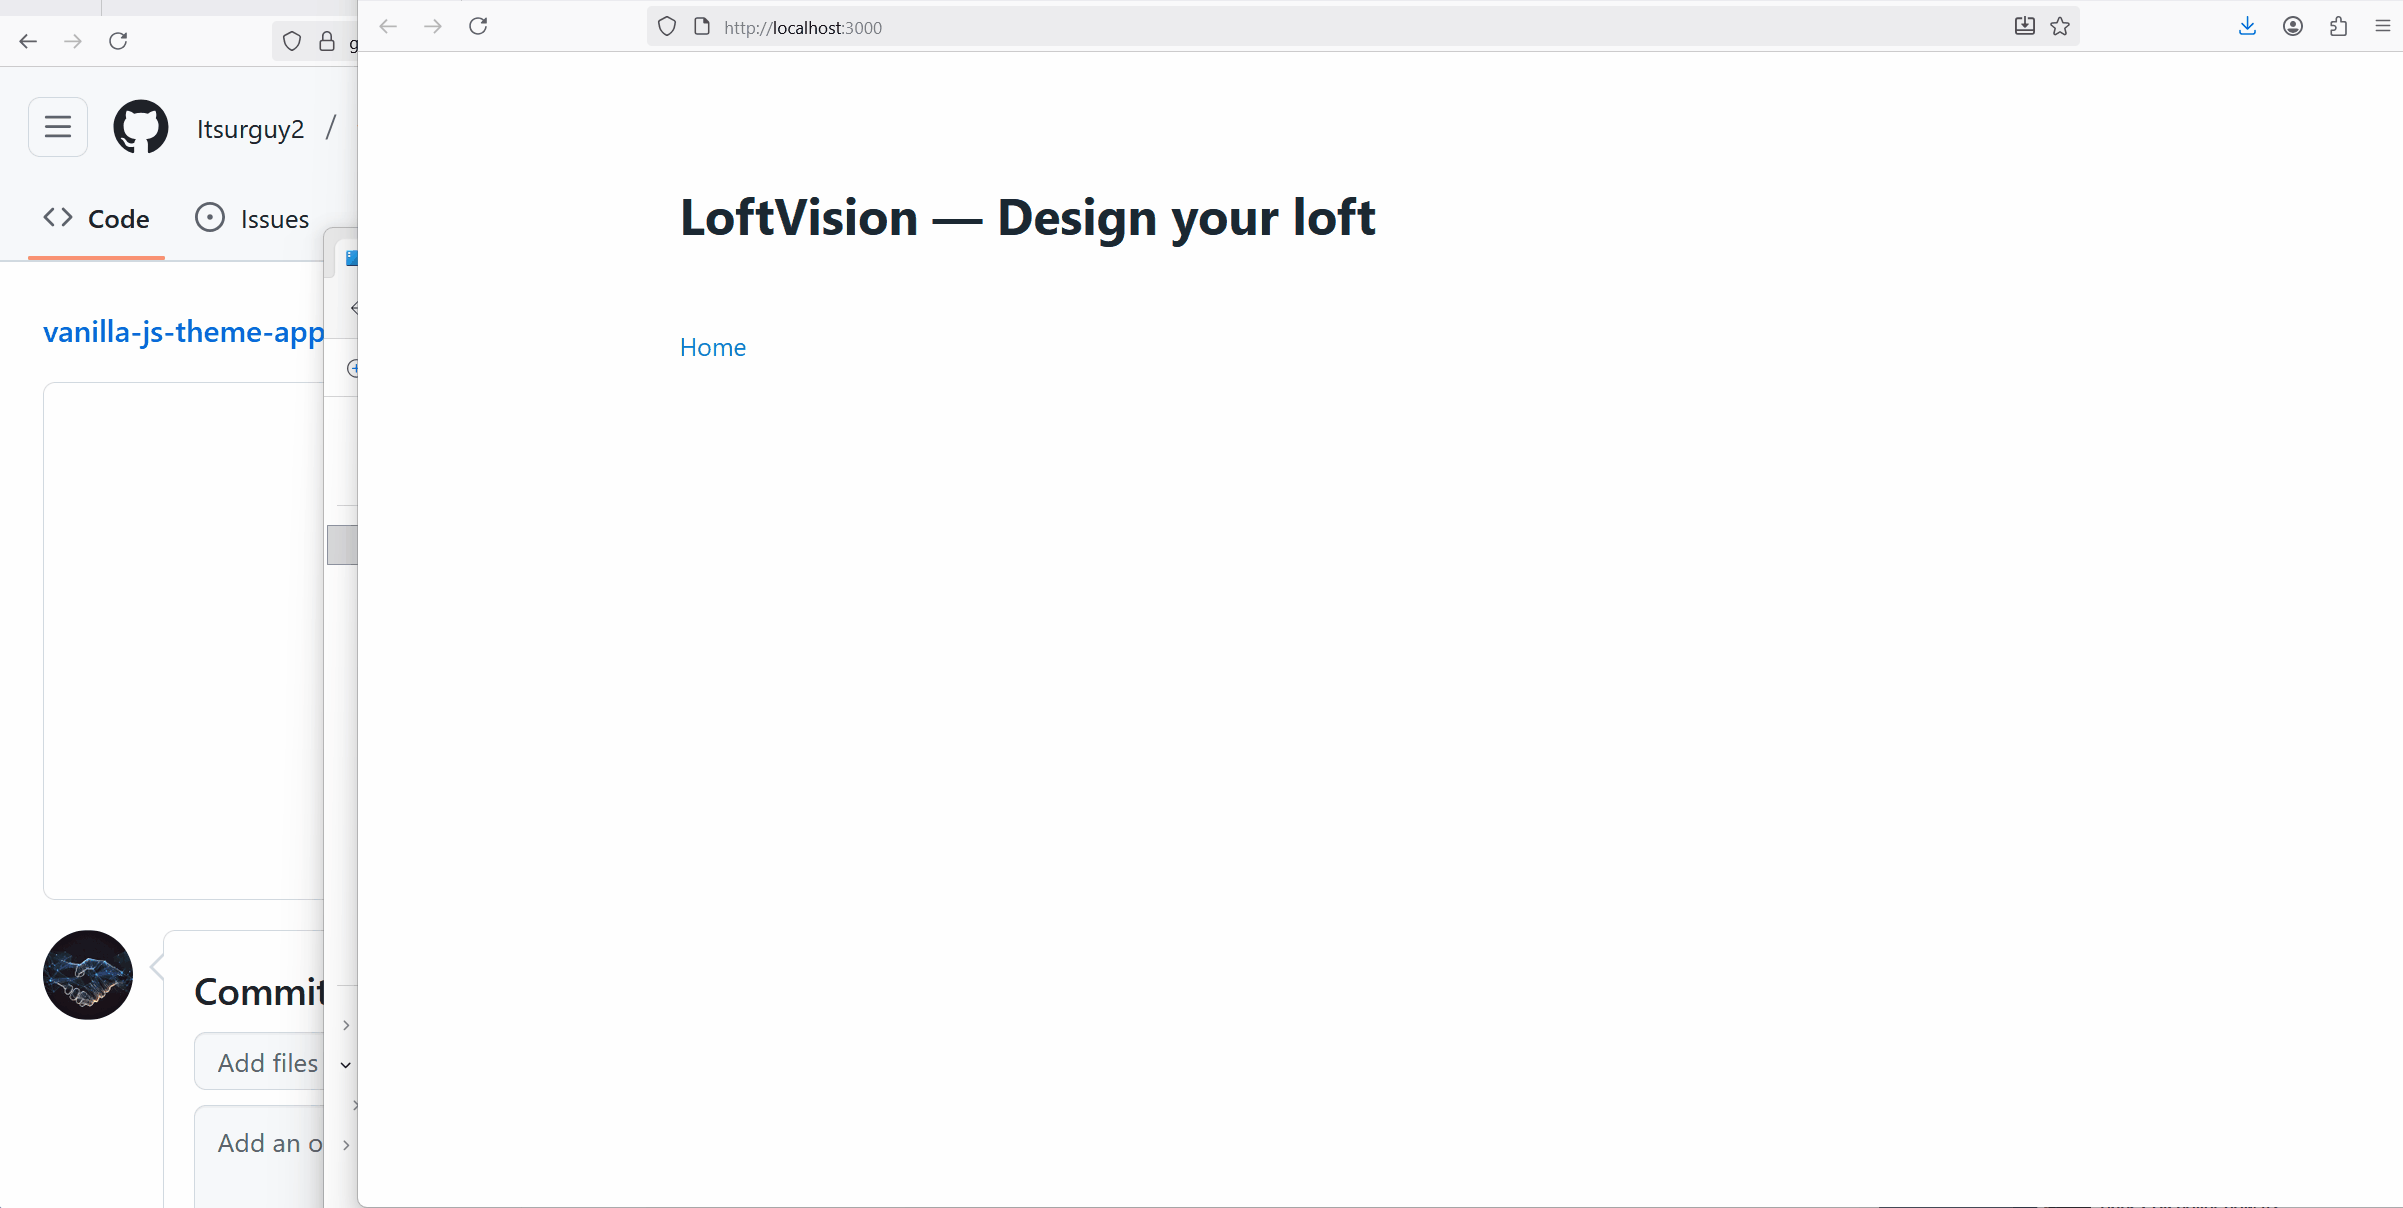 g
http://localhost:3000
Itsurguy2 /
Code
Issues
vanilla-js-theme-app
LoftVision — Design your loft
Home
Commit
Add files
Add an o